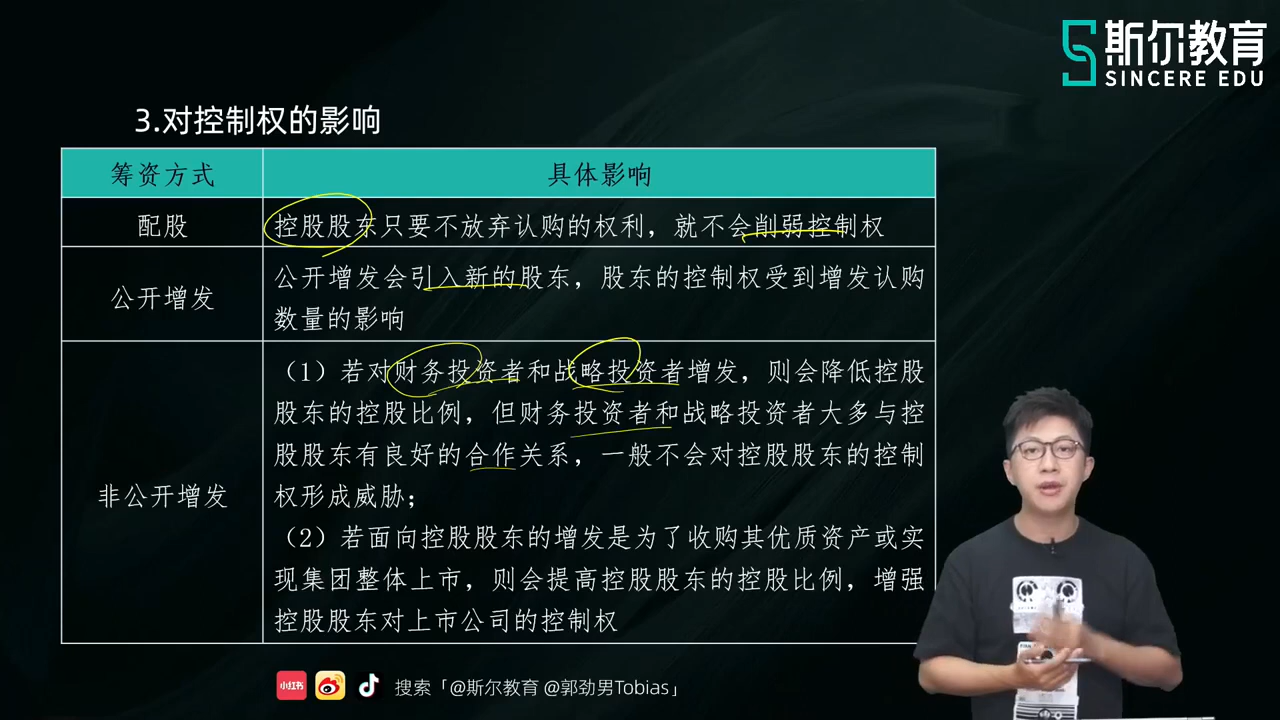 斯尔教育
SINCERE EDU
3.对控制权的影响
筹资方式
具体影响
配股
控股股东只要不放弃认购的权利，就不会削弱控制权
公开增发
公开增发会引入新的股东，股东的控制权受到增发认购
数量的影响
非公开增发
（1）若对财务投资者和战略投资者增发，则会降低控股
股东的控股比例，但财务投资者和战略投资者大多与控
股股东有良好的合作关系，一般不会对控股股东的控制
权形成威胁；
（2）若面向控股股东的增发是为了收购其优质资产或实
现集团整体上市，则会提高控股股东的控股比例，增强
控股股东对上市公司的控制权
小红书
搜索「@斯尔教育 @郭劲男Tobias」